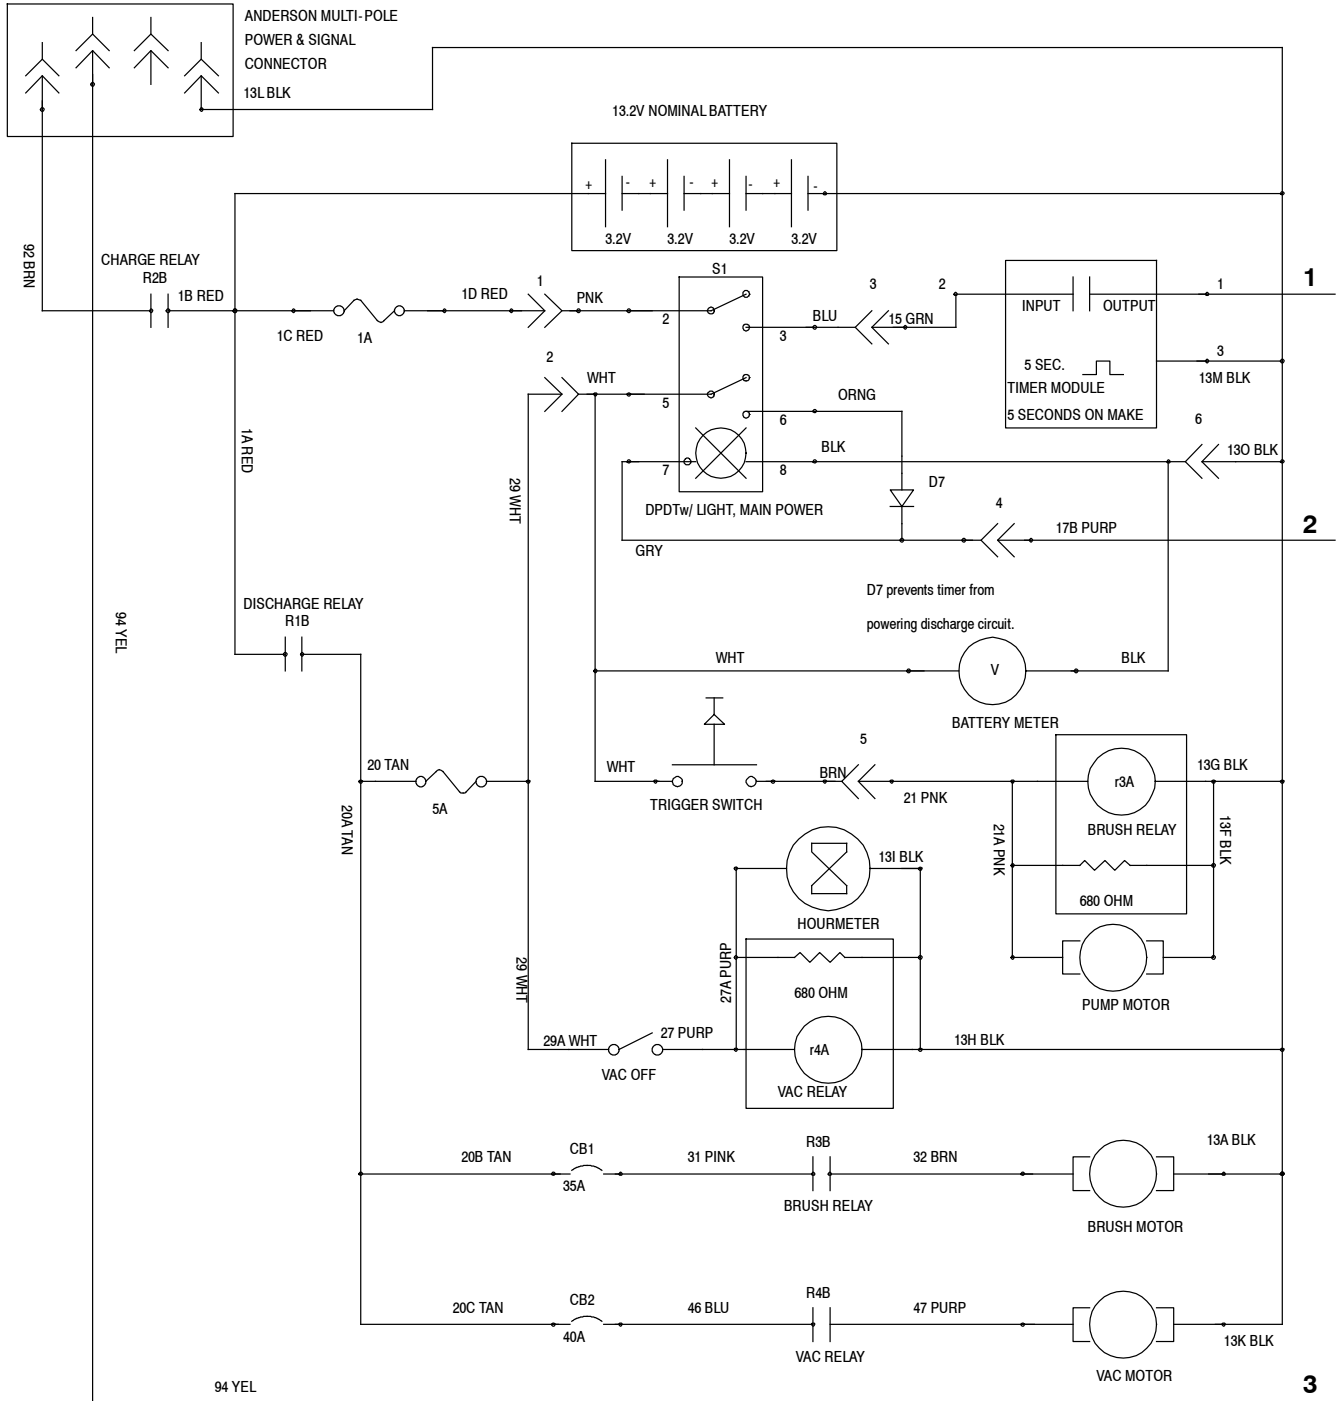 ANDERSON MULTI-POLE
POWER & SIGNAL
CONNECTOR
13L BLK
13.2V NOMINAL BATTERY
+ - + - + - + -
3.2V 3.2V 3.2V 3.2V
92 BRN
CHARGE RELAY
R2B
1B RED
1C RED
1A
1D RED
1
PNK
S1
2
3
BLU
3
15 GRN
2
INPUT
OUTPUT
1
1
5 SEC.
TIMER MODULE
5 SECONDS ON MAKE
3
13M BLK
2
WHT
5
6
ORNG
7
8
BLK
6
13O BLK
D7
DPDTw/ LIGHT, MAIN POWER
GRY
4
17B PURP
2
1A RED
29 WHT
D7 prevents timer from
powering discharge circuit.
DISCHARGE RELAY
R1B
94 YEL
WHT
V
BLK
BATTERY METER
20 TAN
5A
20A TAN
WHT
TRIGGER SWITCH
BRN
5
21 PNK
r3A
13G BLK
BRUSH RELAY
21A PNK
13F BLK
680 OHM
PUMP MOTOR
13I BLK
HOURMETER
27A PURP
680 OHM
29 WHT
29A WHT
27 PURP
VAC OFF
r4A
VAC RELAY
13H BLK
20B TAN
CB1
35A
31 PINK
R3B
BRUSH RELAY
32 BRN
13A BLK
BRUSH MOTOR
20C TAN
CB2
40A
46 BLU
R4B
VAC RELAY
47 PURP
13K BLK
VAC MOTOR
94 YEL
3